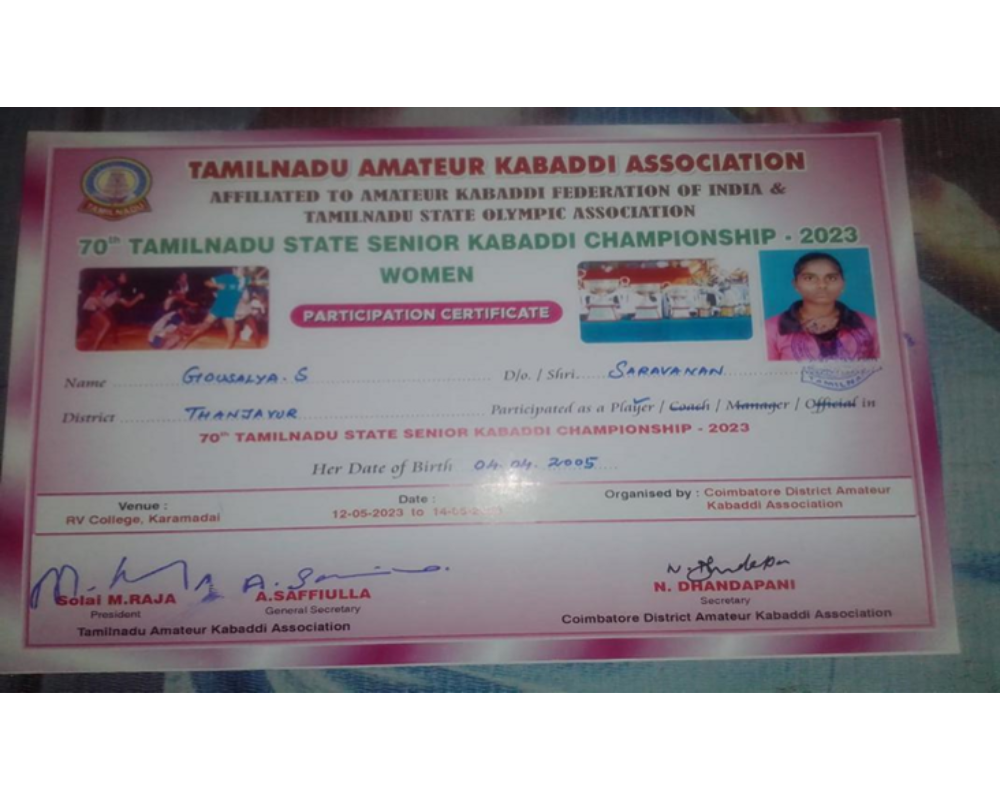 TAMILNADU AMATEUR KABADDI ASSOCIATION
AFFILIATED TO AMATEUR KABADDI FEDERATION OF INDIA &
TAMILNADU STATE OLYMPIC ASSOCIATION
70th TAMILNADU STATE SENIOR KABADDI CHAMPIONSHIP - 2023
WOMEN
PARTICIPATION CERTIFICATE
TAMILNADU
Name GOUSALYA.S D/o. / Shri. SARAVANAN
District THANJAVUR Participated as a Player / Coach / Manager / Official in
70th TAMILNADU STATE SENIOR KABADDI CHAMPIONSHIP - 2023
Her Date of Birth 04.04.2005
Venue : Date : Organised by : Coimbatore District Amateur
RV College, Karamadai 12-05-2023 to 14-05- Kabaddi Association
Solai M.RAJA A.SAFFIULLA N. DHANDAPANI
President General Secretary Secretary
Tamilnadu Amateur Kabaddi Association Coimbatore District Amateur Kabaddi Association